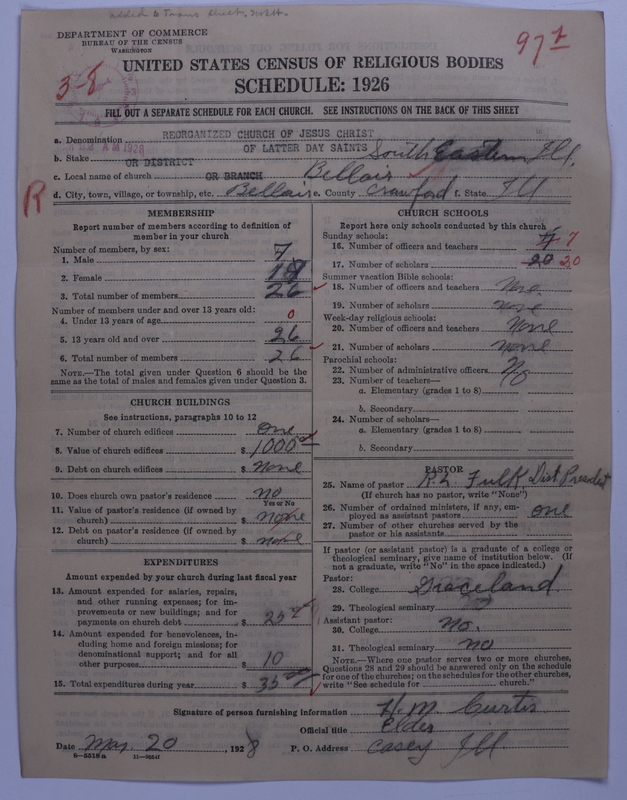 DEPARTMENT OF COMMERCE
BUREAU OF THE CENSUS
WASHINGTON
97
UNITED STATES CENSUS OF RELIGIOUS BODIES
3-8
SCHEDULE: 1926
FILL OUT A SEPARATE SCHEDULE FOR EACH CHURCH. SEE INSTRUCTIONS ON THE BACK OF THIS SHEET
a. Denomination REORGANIZED CHURCH OF JESUS CHRIST
OF LATTER DAY SAINTS
b. Stake OR DISTRICT South Eastern Ill.
c. Local name of church OR BRANCH Bellair
R
d. City, town, village, or township, etc. Bellair e. County Crawford f. State Ill
MEMBERSHIP
Report number of members according to definition of
member in your church
Number of members, by sex:
1. Male 7
2. Female 19
3. Total number of members 26
Number of members under and over 13 years old:
4. Under 13 years of age 0
5. 13 years old and over 26
6. Total number of members 26
NOTE.—The total given under Question 6 should be
the same as the total of males and females given under Question 3.
CHURCH BUILDINGS
See instructions, paragraphs 10 to 12
7. Number of church edifices One
8. Value of church edifices $ 1000
9. Debt on church edifices $ None
10. Does church own pastor's residence No
Yes or No
11. Value of pastor's residence (if owned by
church) $ none
12. Debt on pastor's residence (if owned by
church) $ none
EXPENDITURES
Amount expended by your church during last fiscal year
13. Amount expended for salaries, repairs,
and other running expenses; for im-
provements or new buildings; and for
payments on church debt $ 25
14. Amount expended for benevolences, in-
cluding home and foreign missions; for
denominational support; and for all
other purposes $ 10
15. Total expenditures during year $ 35
CHURCH SCHOOLS
Report here only schools conducted by this church
Sunday schools:
16. Number of officers and teachers 7
17. Number of scholars 20 20
Summer vacation Bible schools:
18. Number of officers and teachers None
19. Number of scholars none
Week-day religious schools:
20. Number of officers and teachers None
21. Number of scholars none
Parochial schools:
22. Number of administrative officers No
23. Number of teachers—
a. Elementary (grades 1 to 8)
b. Secondary
24. Number of scholars—
a. Elementary (grades 1 to 8)
b. Secondary
PASTOR
25. Name of pastor R. L. Fulk Dist President
(If church has no pastor, write "None")
26. Number of ordained ministers, if any, em-
ployed as assistant pastors one
27. Number of other churches served by the
pastor or his assistants
If pastor (or assistant pastor) is a graduate of a college or
theological seminary, give name of institution below. (If
not a graduate, write "No" in the space indicated.)
Pastor:
28. College Graceland
29. Theological seminary
Assistant pastor:
30. College No.
31. Theological seminary no
NOTE.—Where one pastor serves two or more churches,
Questions 28 and 29 should be answered only on the schedule
for one of the churches; on the schedules for the other churches,
write "See schedule for church."
Signature of person furnishing information H. M. Curtis
Official title Elder
Date Mar. 20, 1928 P. O. Address Casey Ill